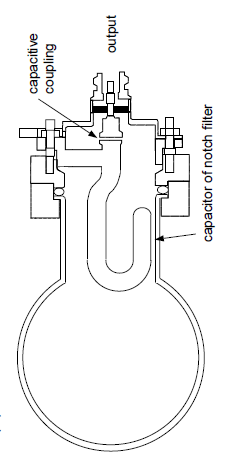 capacitive
coupling
output
capacitor of notch filter